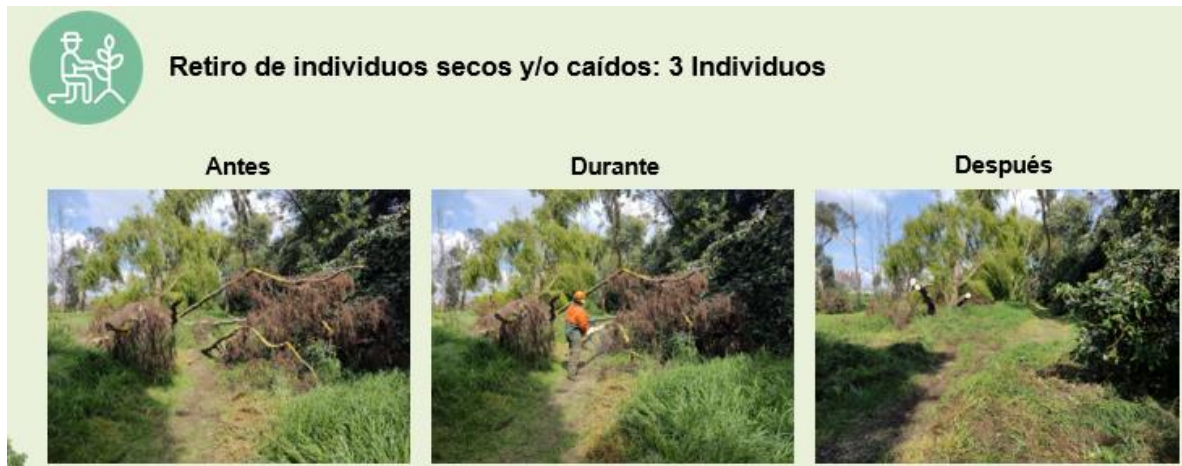 Retiro de individuos secos y/o caídos: 3 Individuos
Antes
Durante
Después